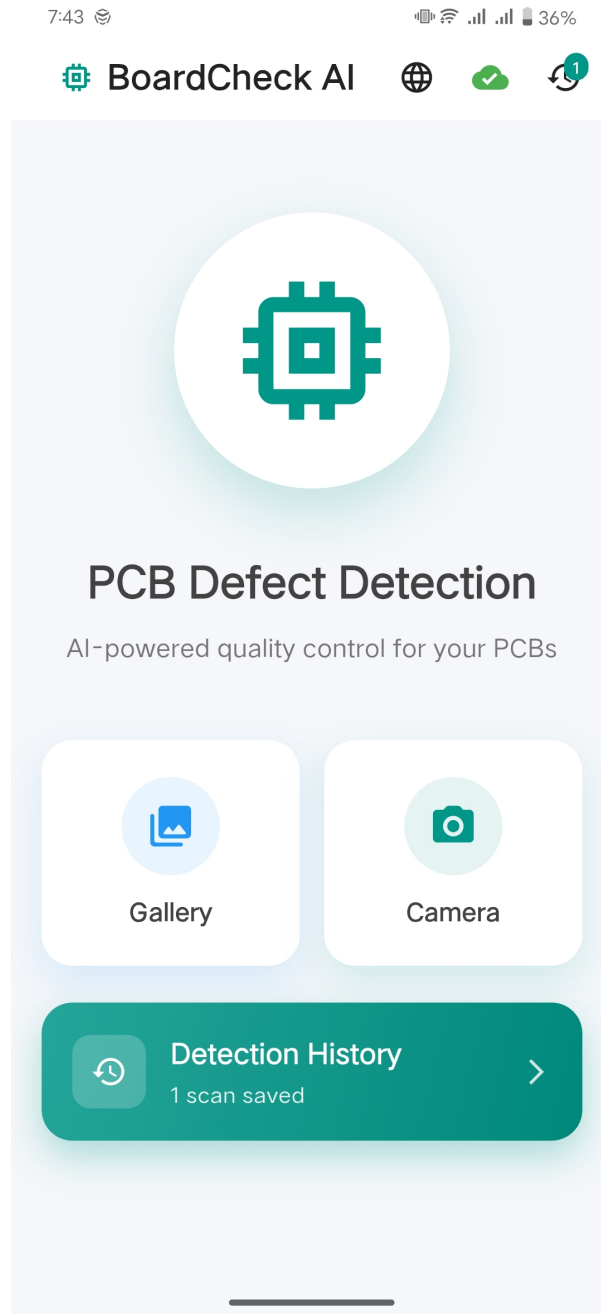 7:43
36%
BoardCheck AI
1
PCB Defect Detection
AI-powered quality control for your PCBs
Gallery
Camera
Detection History
1 scan saved